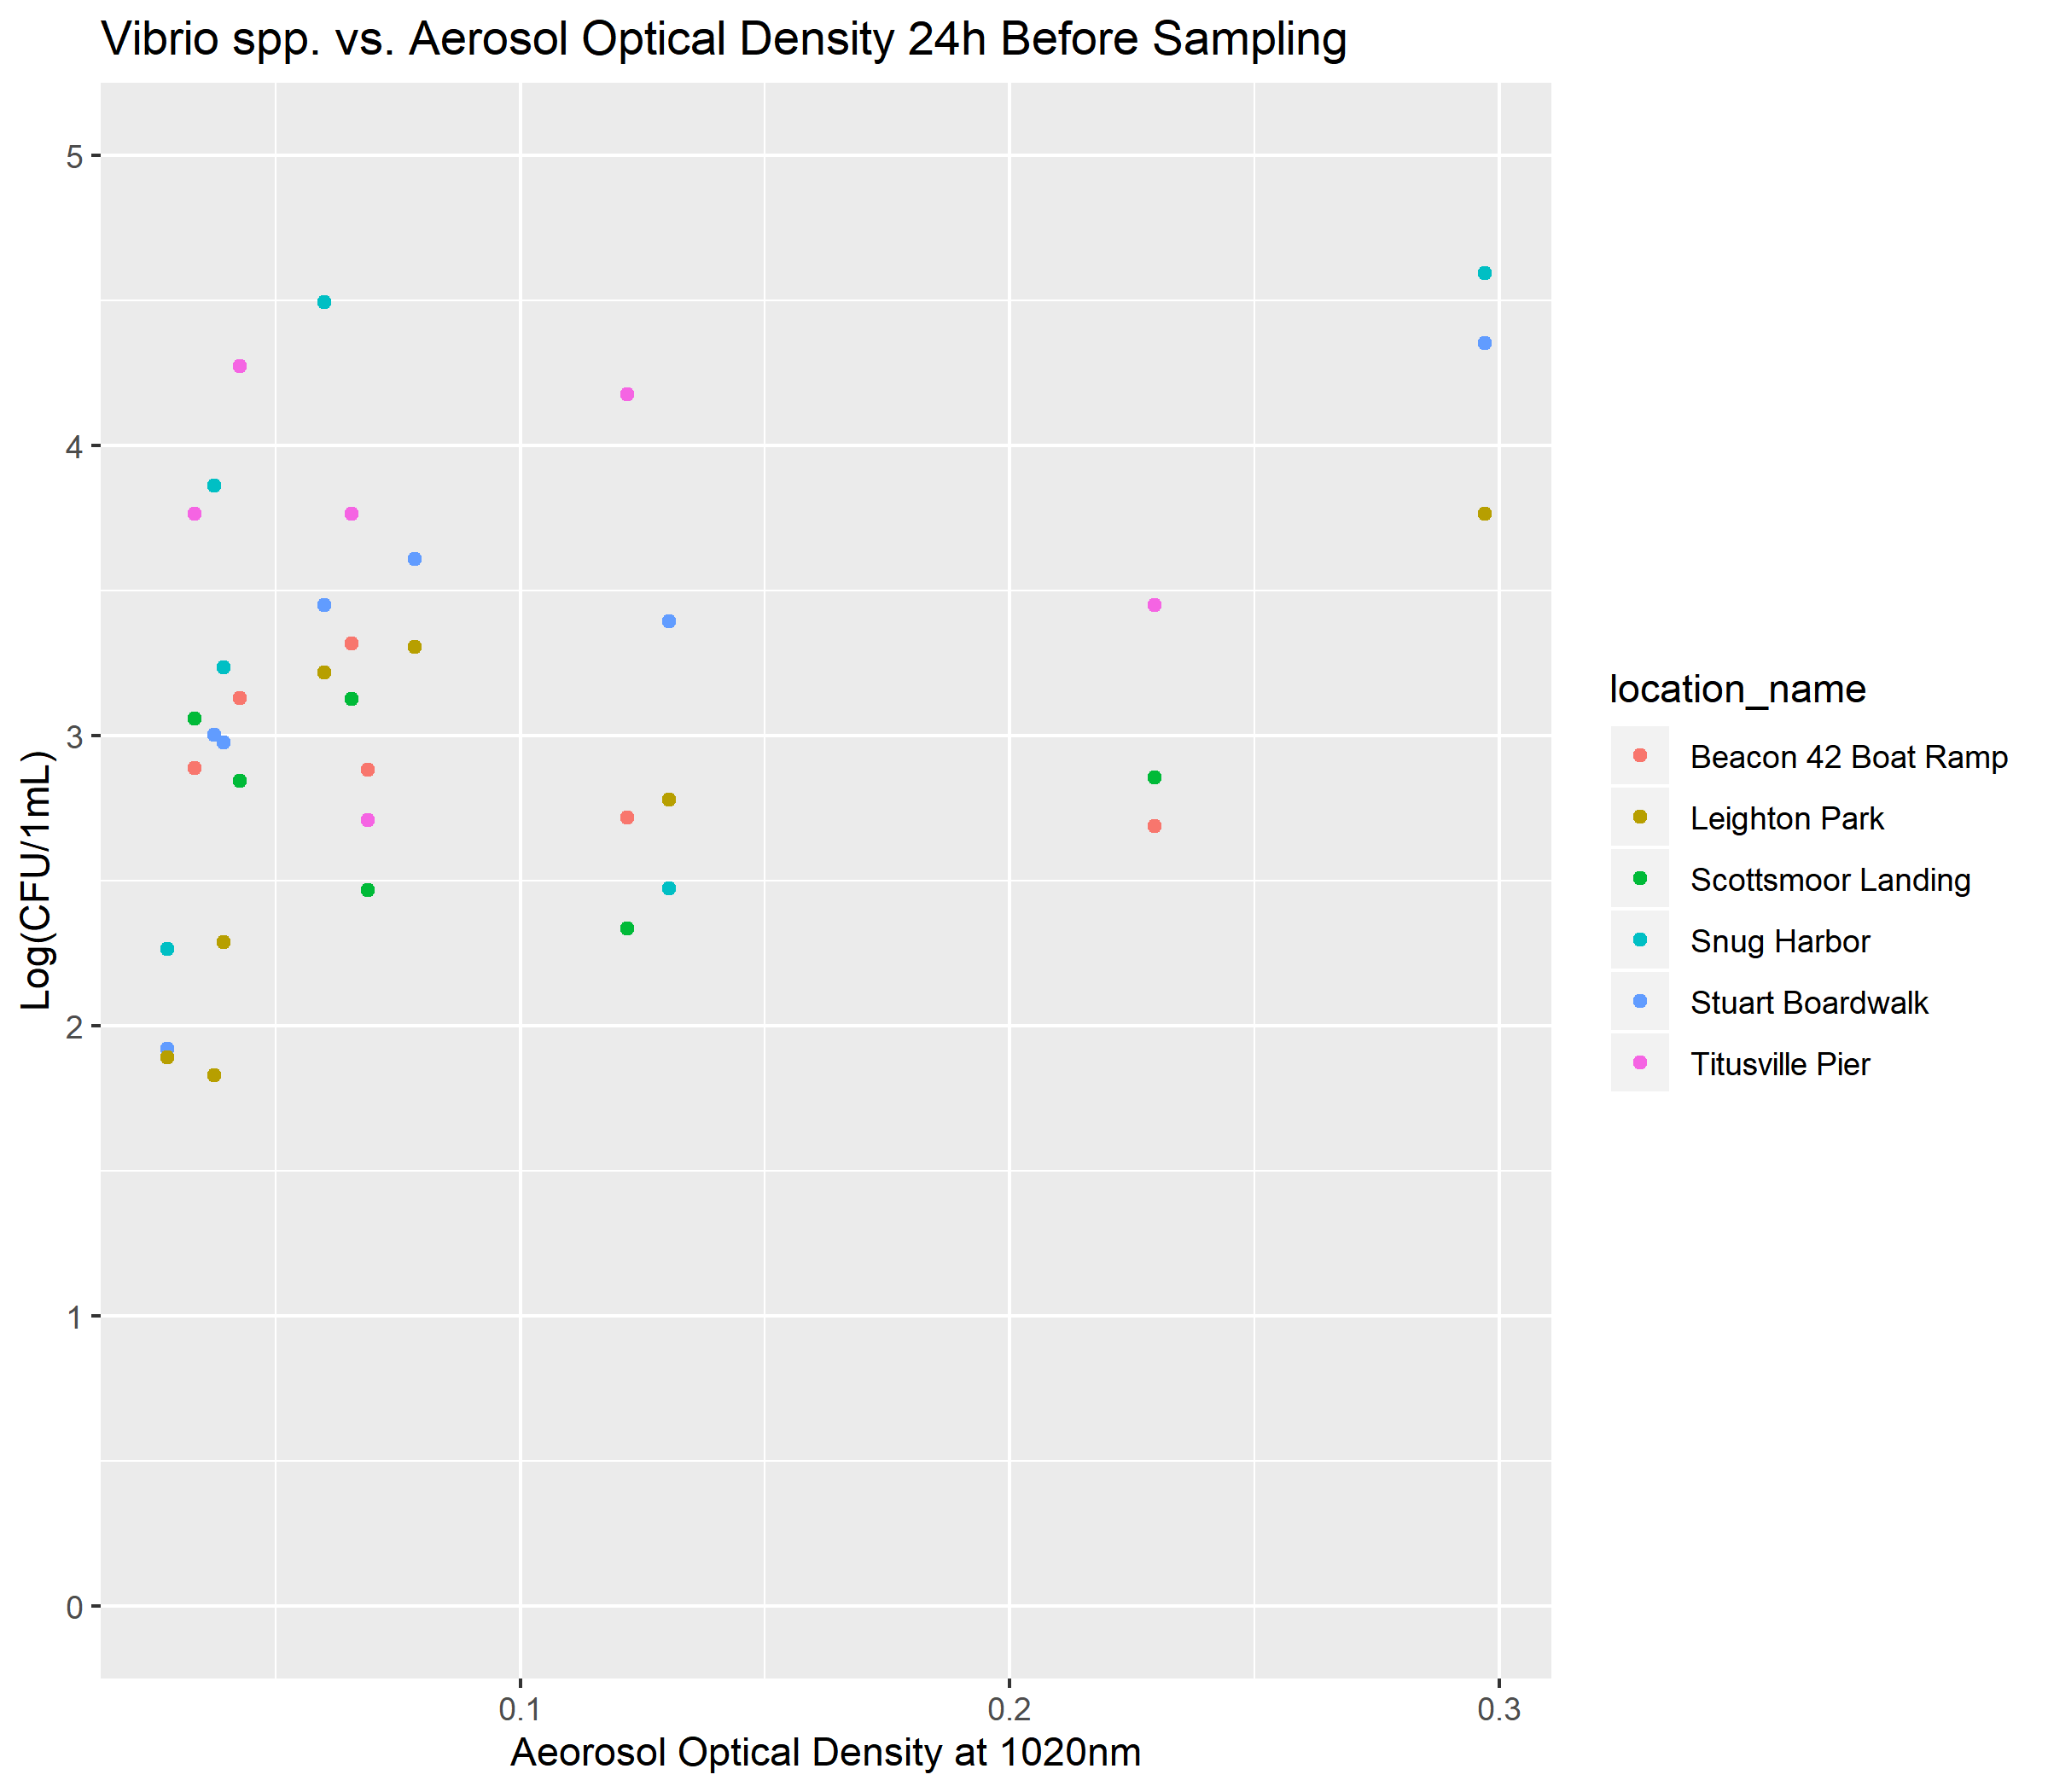 Vibrio spp. vs. Aerosol Optical Density 24h Before Sampling
5
4
3
2
1
0
Log(CFU/1mL)
0.1 0.2 0.3
Aeorosol Optical Density at 1020nm
location_name
Beacon 42 Boat Ramp
Leighton Park
Scottsmoor Landing
Snug Harbor
Stuart Boardwalk
Titusville Pier